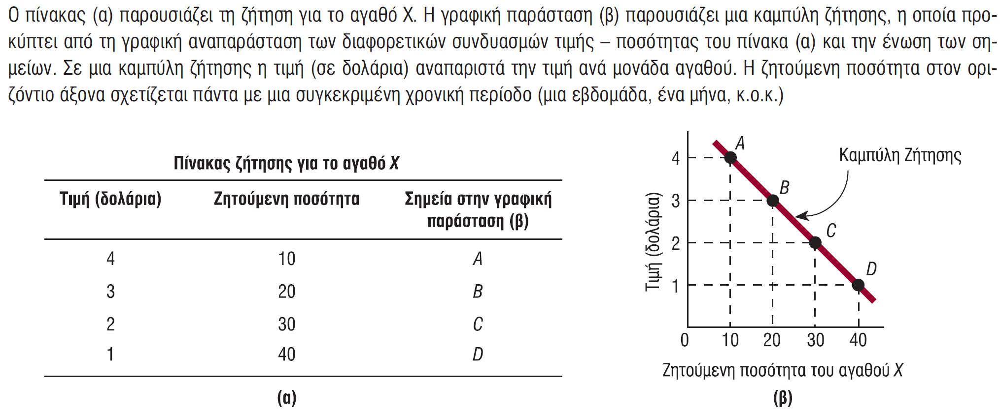 Ο πίνακας (α) παρουσιάζει τη ζήτηση για το αγαθό Χ. Η γραφική παράσταση (β) παρουσιάζει μια καμπύλη ζήτησης, η οποία προ-
κύπτει από τη γραφική αναπαράσταση των διαφορετικών συνδυασμών τιμής – ποσότητας του πίνακα (α) και την ένωση των ση-
μείων. Σε μια καμπύλη ζήτησης η τιμή (σε δολάρια) αναπαριστά την τιμή ανά μονάδα αγαθού. Η ζητούμενη ποσότητα στον ορι-
ζόντιο άξονα σχετίζεται πάντα με μια συγκεκριμένη χρονική περίοδο (μια εβδομάδα, ένα μήνα, κ.ο.κ.)
Πίνακας ζήτησης για το αγαθό X
Τιμή (δολάρια) Ζητούμενη ποσότητα Σημεία στην γραφική
παράσταση (β)
4 10 A
3 20 B
2 30 C
1 40 D
(α)
A
Καμπύλη Ζήτησης
4
B
3
C
2
D
1
Τιμή (δολάρια)
0 10 20 30 40
Ζητούμενη ποσότητα του αγαθού X
(β)